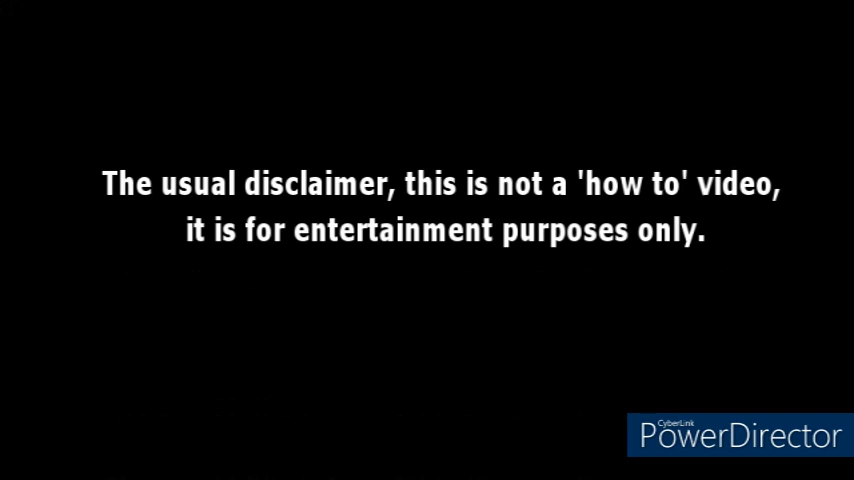 The usual disclaimer, this is not a 'how to' video,
it is for entertainment purposes only.
CyberLink
PowerDirector